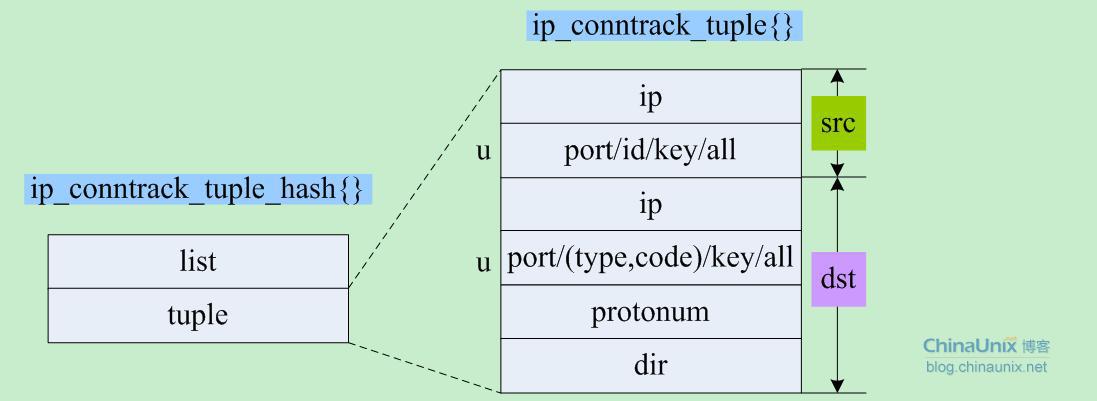 ip_conntrack_tuple{}
ip
u
port/id/key/all
src
ip_conntrack_tuple_hash{}
ip
list
u
port/(type,code)/key/all
dst
tuple
protonum
dir
ChinaUnix 博客
blog.chinaunix.net